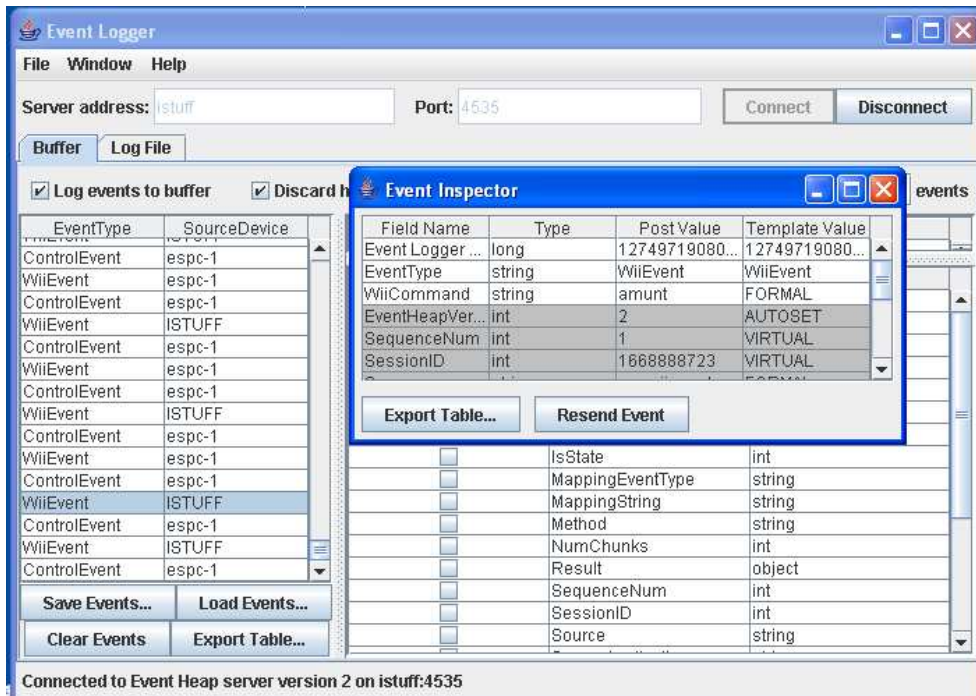 Event Logger
File Window Help
Server address: istuff Port: 4535 Connect Disconnect
Buffer Log File
Log events to buffer Discard events
EventType SourceDevice
ControlEvent espc-1
WiiEvent espc-1
ControlEvent espc-1
WiiEvent ISTUFF
ControlEvent espc-1
WiiEvent espc-1
ControlEvent espc-1
WiiEvent ISTUFF
ControlEvent espc-1
WiiEvent espc-1
ControlEvent espc-1
WiiEvent ISTUFF
ControlEvent espc-1
WiiEvent ISTUFF
ControlEvent espc-1
Save Events... Load Events...
Clear Events Export Table...
Event Inspector
Field Name Type Post Value Template Value
Event Logger ... long 12749719080... 12749719080...
EventType string WiiEvent WiiEvent
WiiCommand string amunt FORMAL
EventHeapVer... int 2 AUTOSET
SequenceNum int 1 VIRTUAL
SessionID int 1668888723 VIRTUAL
Export Table... Resend Event
IsState int
MappingEventType string
MappingString string
Method string
NumChunks int
Result object
SequenceNum int
SessionID int
Source string
Connected to Event Heap server version 2 on istuff:4535